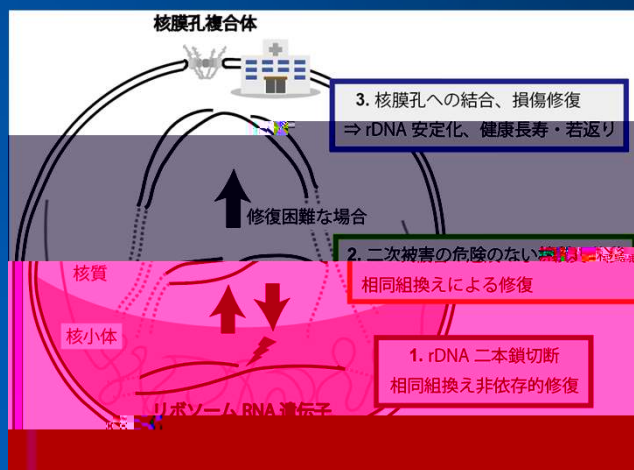 核膜孔複合体
3. 核膜孔への結合、損傷修復
⇒ rDNA 安定化、健康長寿・若返り
修復困難な場合
2. 二次被害の危険のない
相同組換えによる修復
核質
核小体
1. rDNA 二本鎖切断
相同組換え非依存的修復
リボソーム RNA 遺伝子